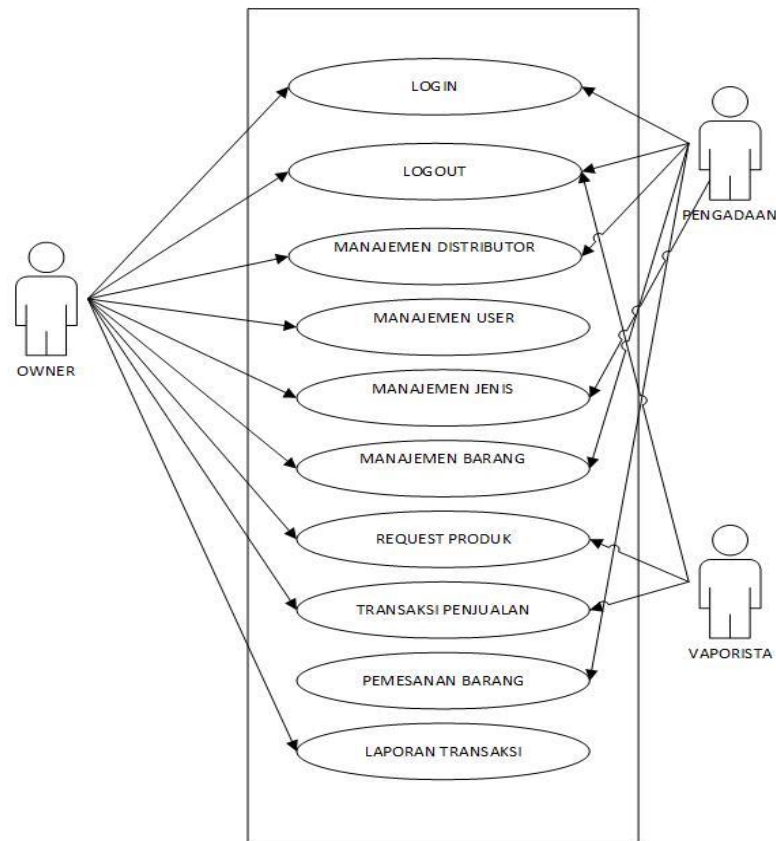 LOGIN
LOGOUT
MANAJEMEN DISTRIBUTOR
MANAJEMEN USER
MANAJEMEN JENIS
MANAJEMEN BARANG
REQUEST PRODUK
TRANSAKSI PENJUALAN
PEMESANAN BARANG
LAPORAN TRANSAKSI
OWNER
PENGADAAN
VAPORISTA